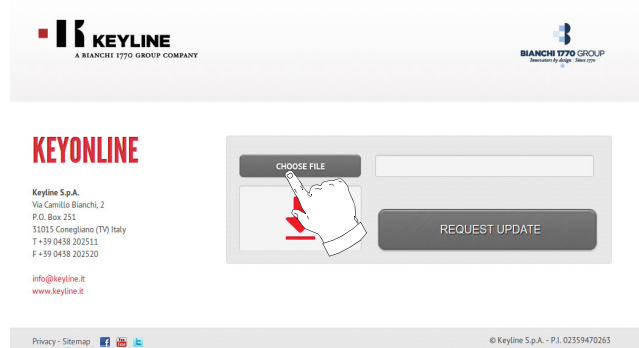 KEYLINE
A BIANCHI 1770 GROUP COMPANY
BIANCHI 1770 GROUP
Innovators by design · Since 1770
KEYONLINE
Keyline S.p.A.
Via Camillo Bianchi, 2
P.O. Box 251
31015 Conegliano (TV) Italy
T +39 0438 202511
F +39 0438 202520
info@keyline.it
www.keyline.it
CHOOSE FILE
REQUEST UPDATE
Privacy - Sitemap
© Keyline S.p.A. - P.I. 02359470263